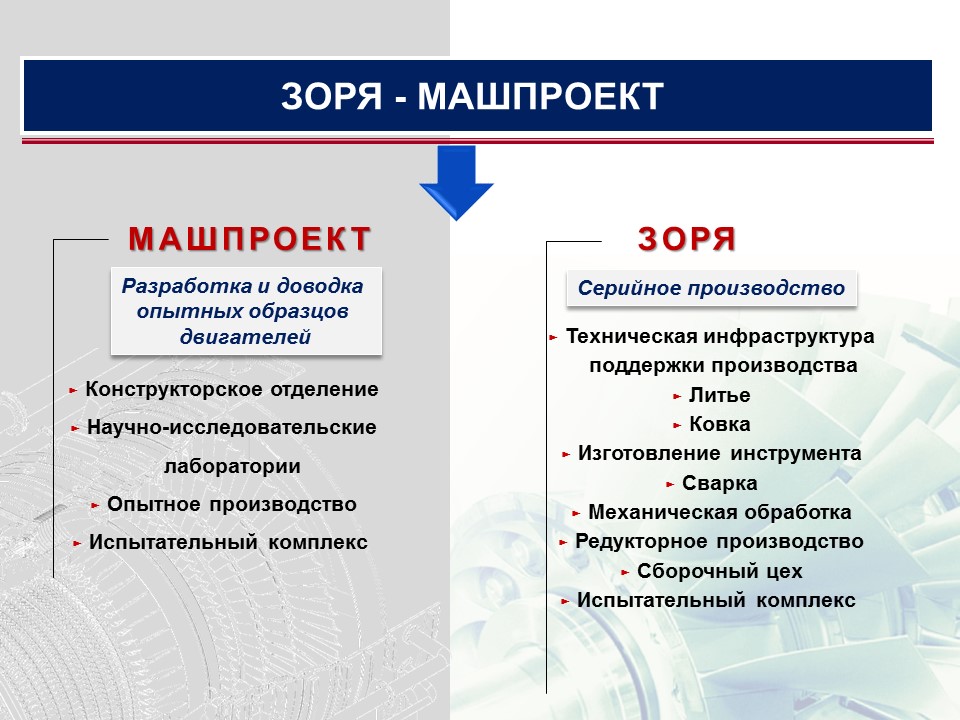 ЗОРЯ - МАШПРОЕКТ
МАШПРОЕКТ
Разработка и доводка
опытных образцов
двигателей
► Конструкторское отделение
► Научно-исследовательские
лаборатории
► Опытное производство
► Испытательный комплекс
ЗОРЯ
Серийное производство
► Техническая инфраструктура
поддержки производства
► Литье
► Ковка
► Изготовление инструмента
► Сварка
► Механическая обработка
► Редукторное производство
► Сборочный цех
► Испытательный комплекс